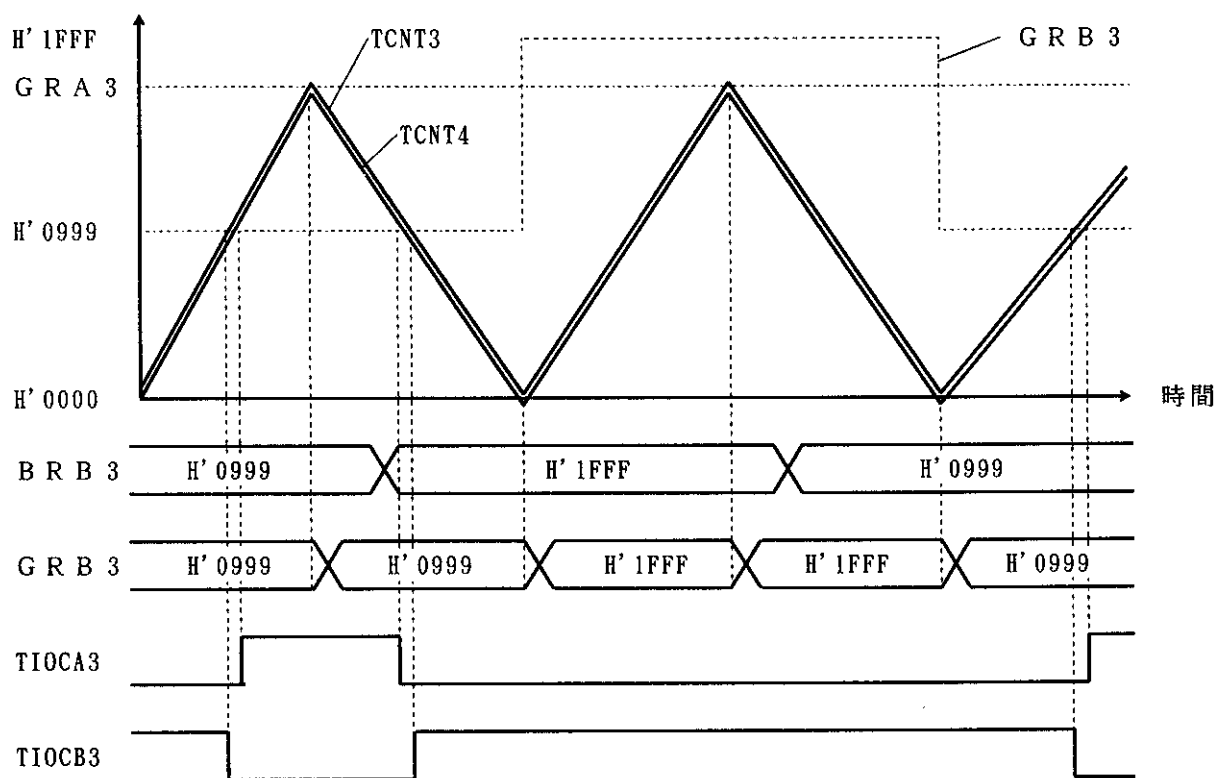 H'1FFF
GRB3
TCNT3
GRA3
TCNT4
H'0999
H'0000
時間
BRB3 H'0999 H'1FFF H'0999
GRB3 H'0999 H'0999 H'1FFF H'1FFF H'0999
TIOCA3
TIOCB3